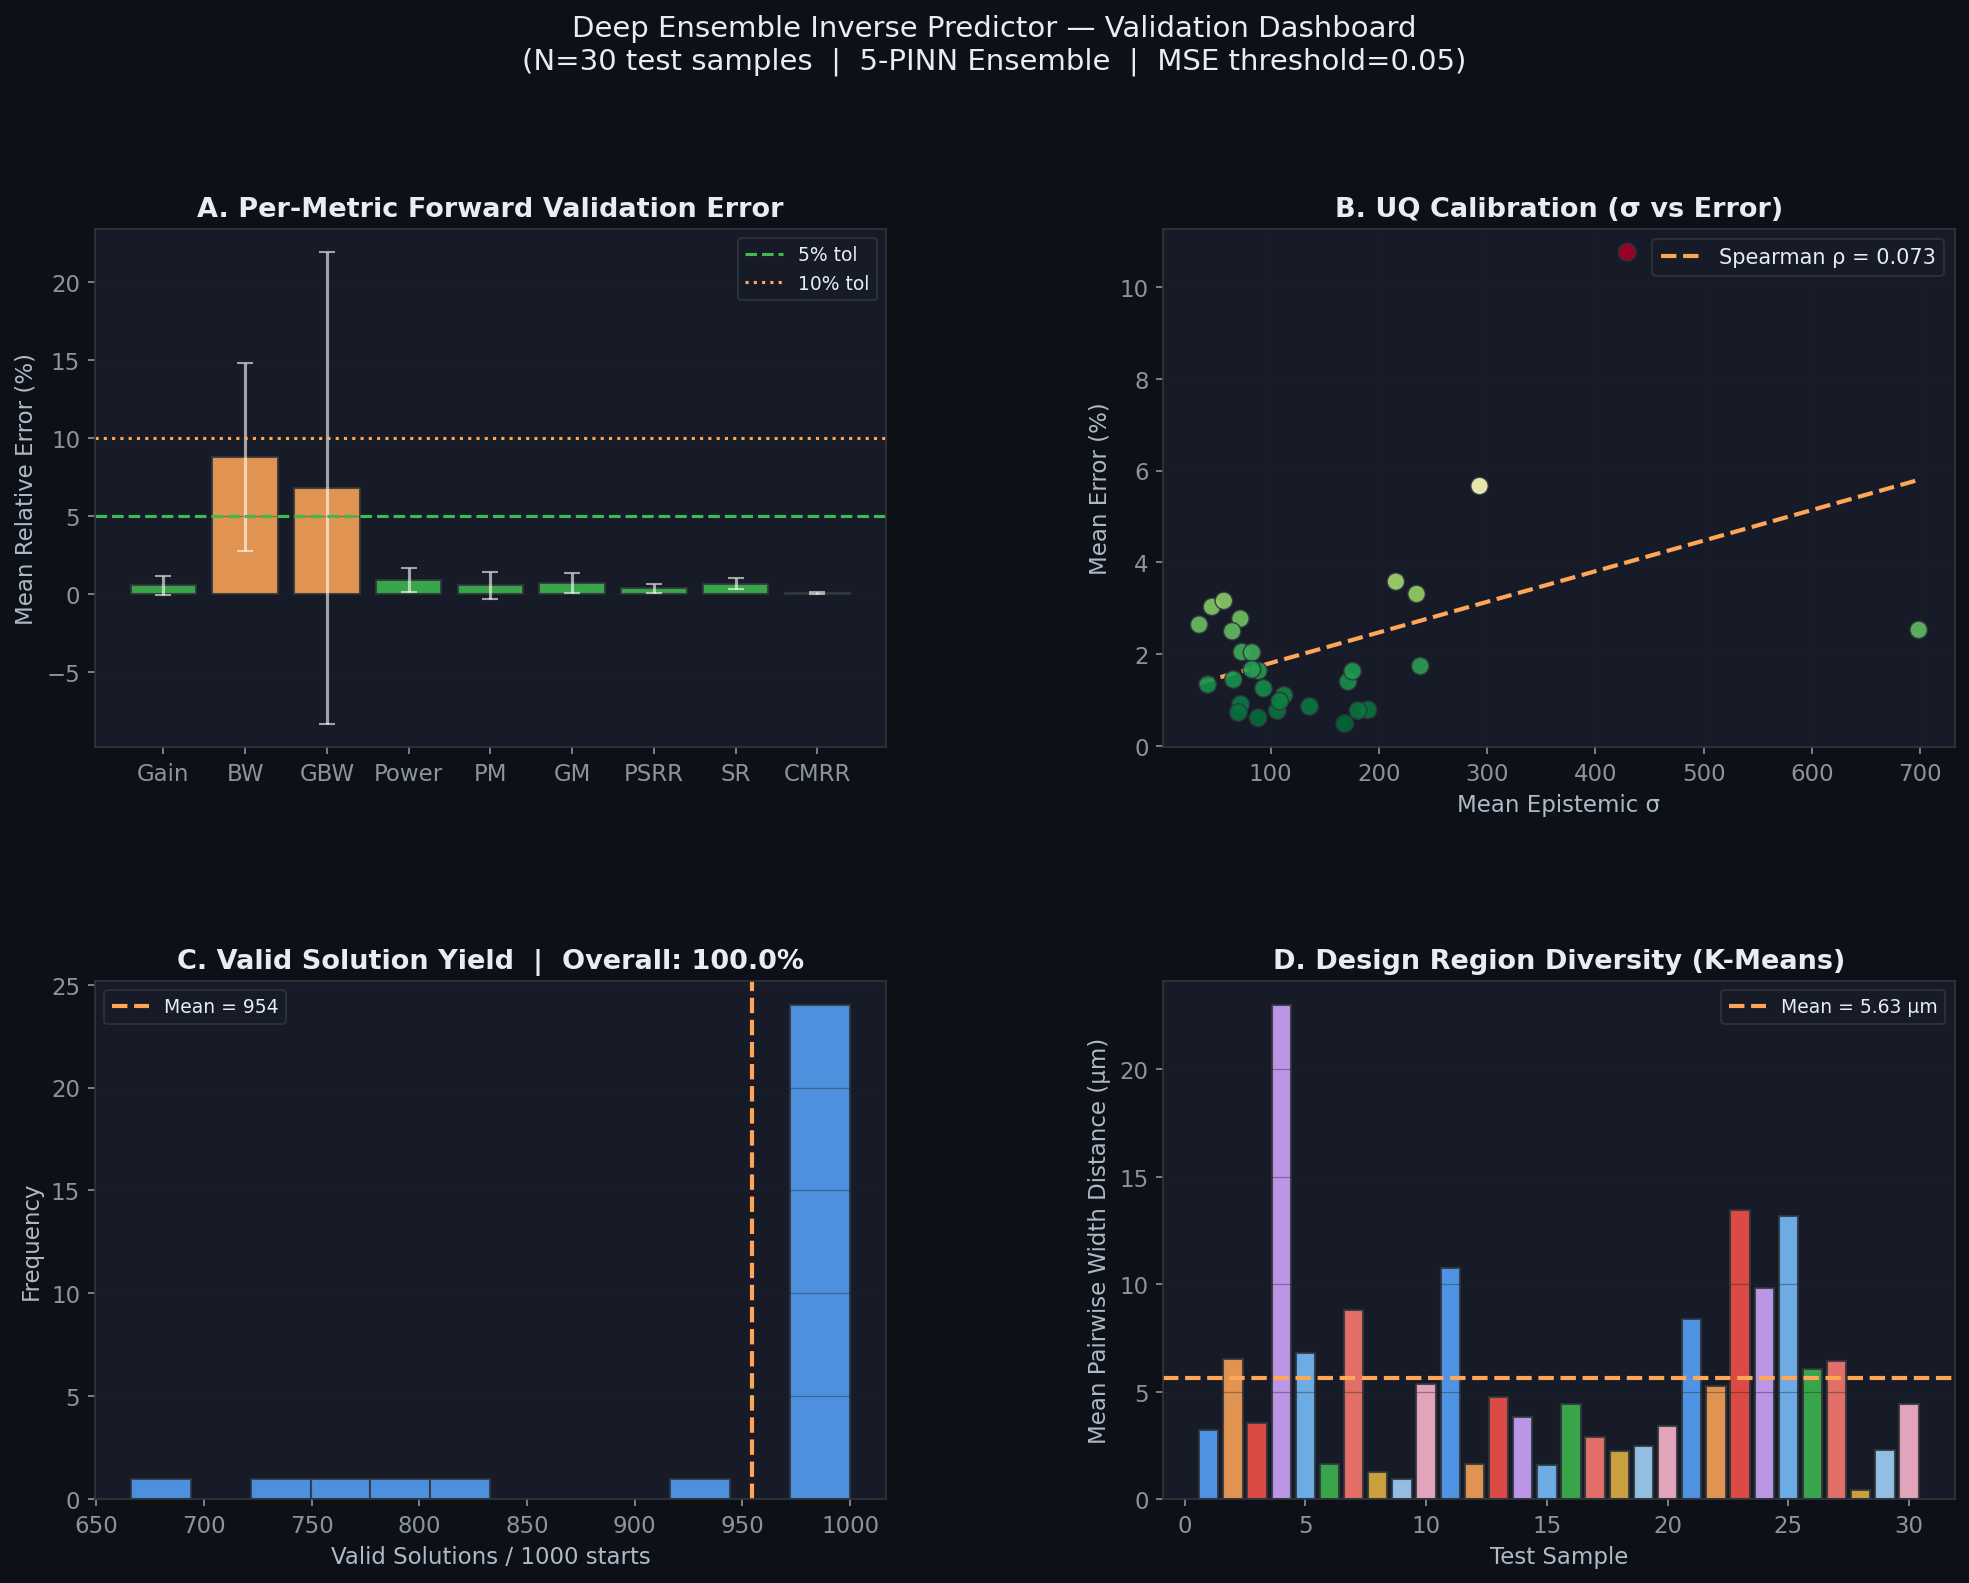 Deep Ensemble Inverse Predictor — Validation Dashboard
(N=30 test samples | 5-PINN Ensemble | MSE threshold=0.05)
A. Per-Metric Forward Validation Error
5% tol
10% tol
Mean Relative Error (%)
20
15
10
5
0
−5
Gain BW GBW Power PM GM PSRR SR CMRR
B. UQ Calibration (σ vs Error)
Spearman ρ = 0.073
Mean Error (%)
10
8
6
4
2
0
100 200 300 400 500 600 700
Mean Epistemic σ
C. Valid Solution Yield | Overall: 100.0%
Mean = 954
Frequency
25
20
15
10
5
0
650 700 750 800 850 900 950 1000
Valid Solutions / 1000 starts
D. Design Region Diversity (K-Means)
Mean = 5.63 μm
Mean Pairwise Width Distance (μm)
20
15
10
5
0
0 5 10 15 20 25 30
Test Sample